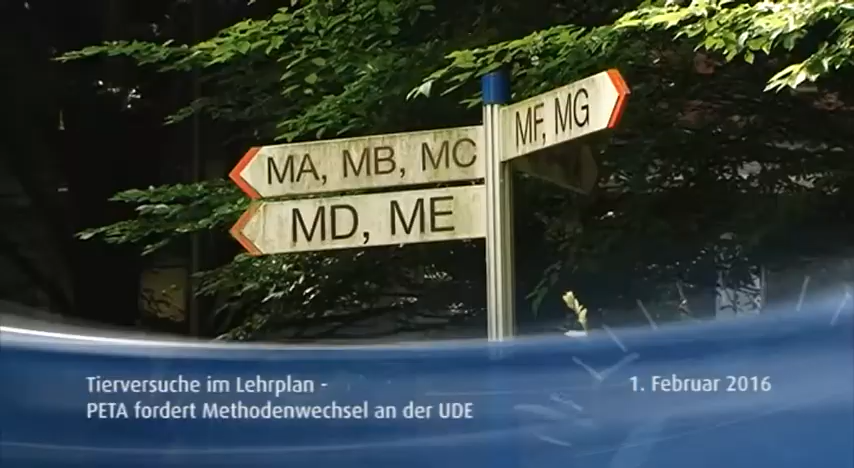 MA, MB, MC
MF, MG
MD, ME
Tierversuche im Lehrplan -
PETA fordert Methodenwechsel an der UDE
1. Februar 2016